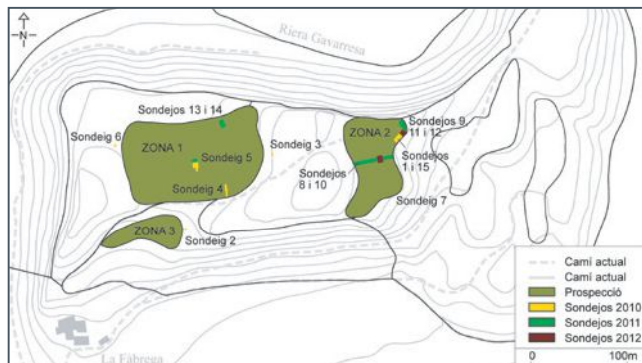 N
Riera Gavarresa
Sondejos 13 i 14
Sondeig 6
ZONA 1
Sondeig 5
Sondeig 4
Sondeig 3
ZONA 2
Sondejos 9
11 i 12
Sondejos
1 i 15
Sondejos
8 i 10
Sondeig 7
ZONA 3
Sondeig 2
La Fàbrega
Camí actual
Camí actual
Prospecció
Sondejos 2010
Sondejos 2011
Sondejos 2012
0 100m